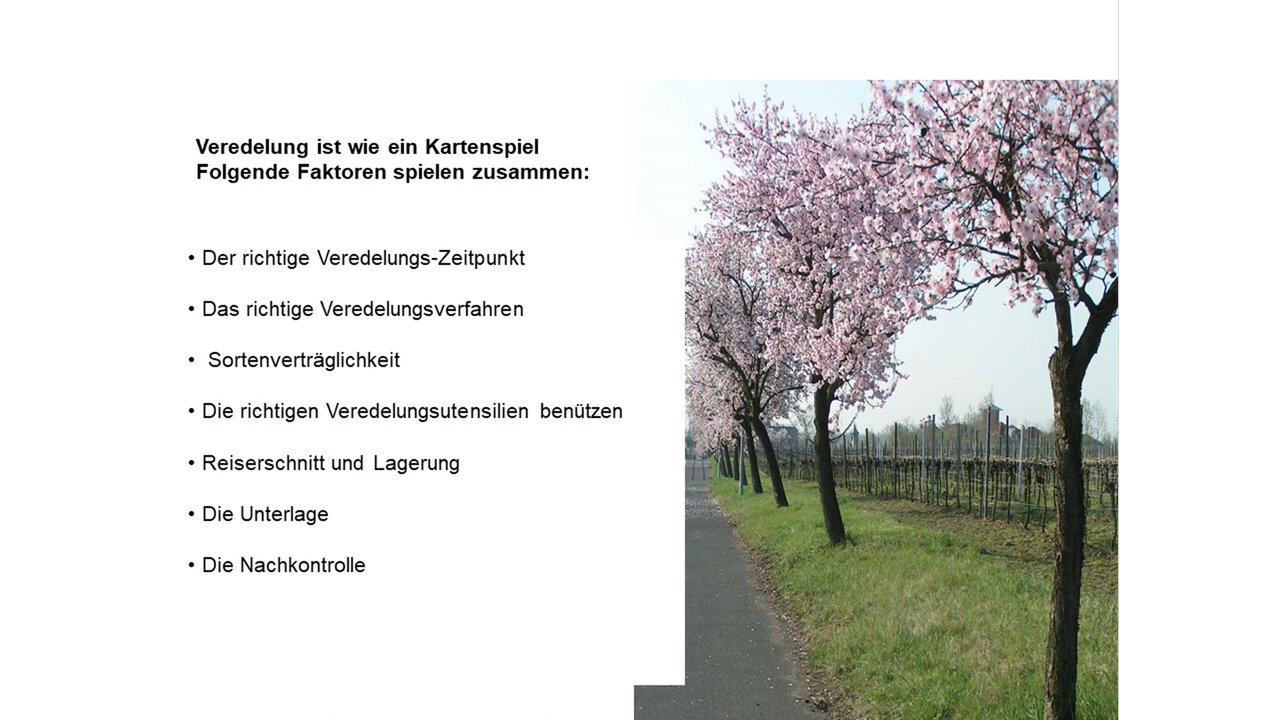 Veredelung ist wie ein Kartenspiel
Folgende Faktoren spielen zusammen:
• Der richtige Veredelungs-Zeitpunkt
• Das richtige Veredelungsverfahren
• Sortenverträglichkeit
• Die richtigen Veredelungsutensilien benützen
• Reiserschnitt und Lagerung
• Die Unterlage
• Die Nachkontrolle